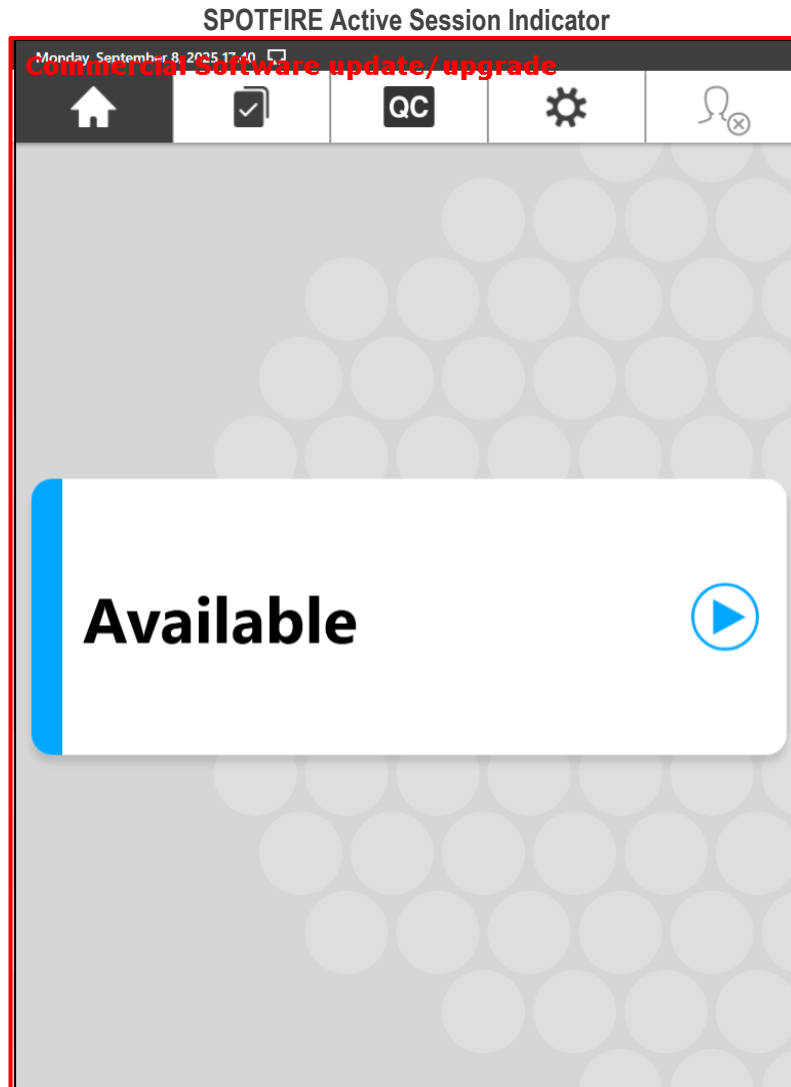 SPOTFIRE Active Session Indicator
Monday, September 8, 2025 17:40
Commercial Software update/upgrade
QC
Available